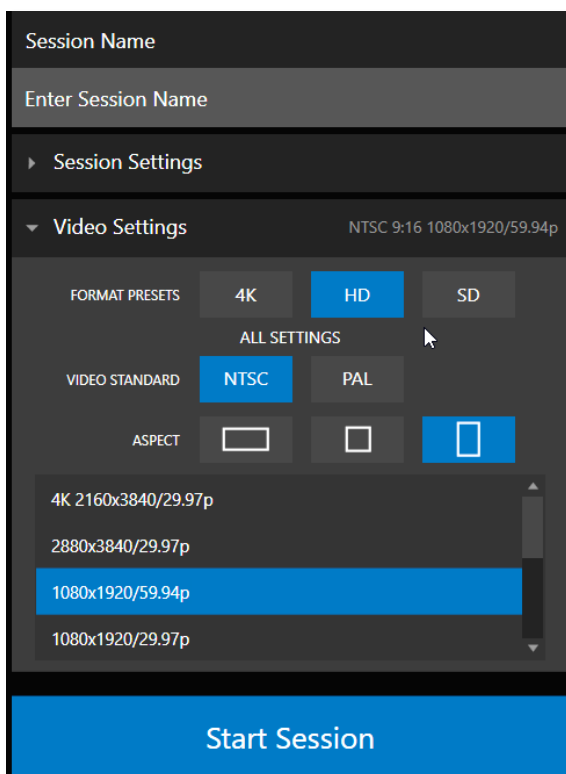 Session Name
Enter Session Name
Session Settings
Video Settings NTSC 9:16 1080x1920/59.94p
FORMAT PRESETS 4K HD SD
ALL SETTINGS
VIDEO STANDARD NTSC PAL
ASPECT
4K 2160x3840/29.97p
2880x3840/29.97p
1080x1920/59.94p
1080x1920/29.97p
Start Session